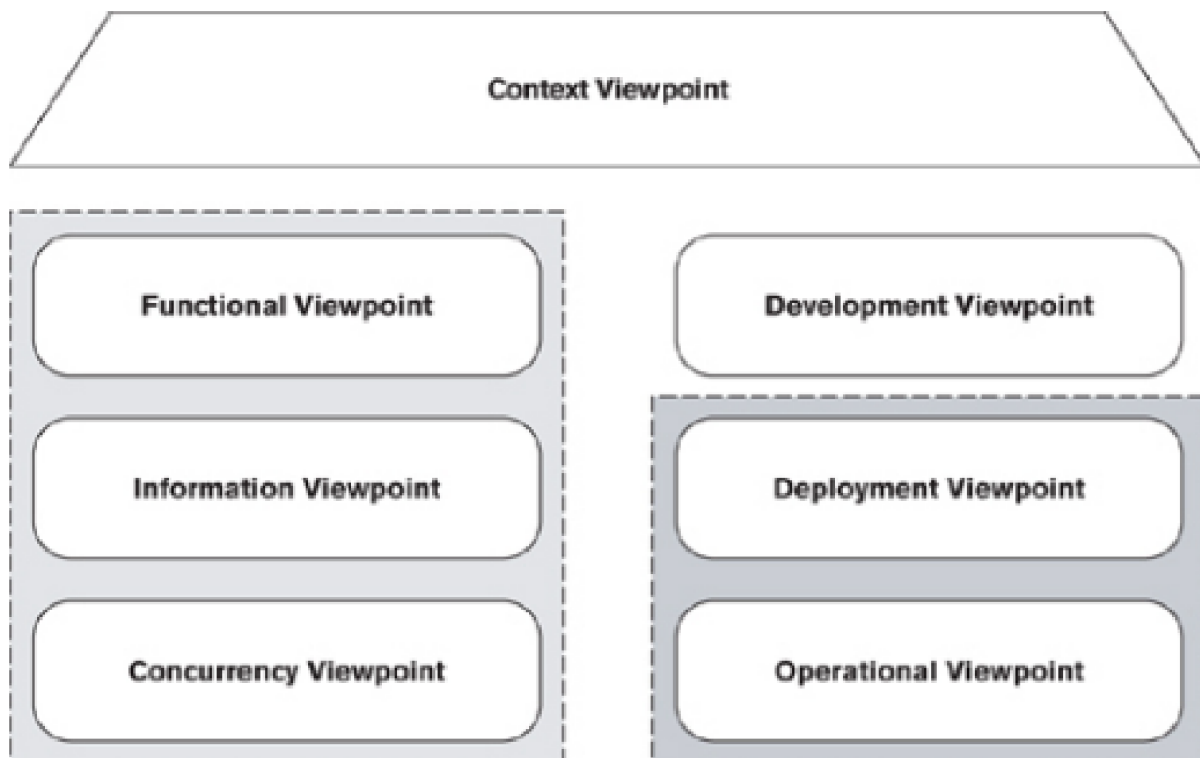 Context Viewpoint
Functional Viewpoint
Development Viewpoint
Information Viewpoint
Deployment Viewpoint
Concurrency Viewpoint
Operational Viewpoint